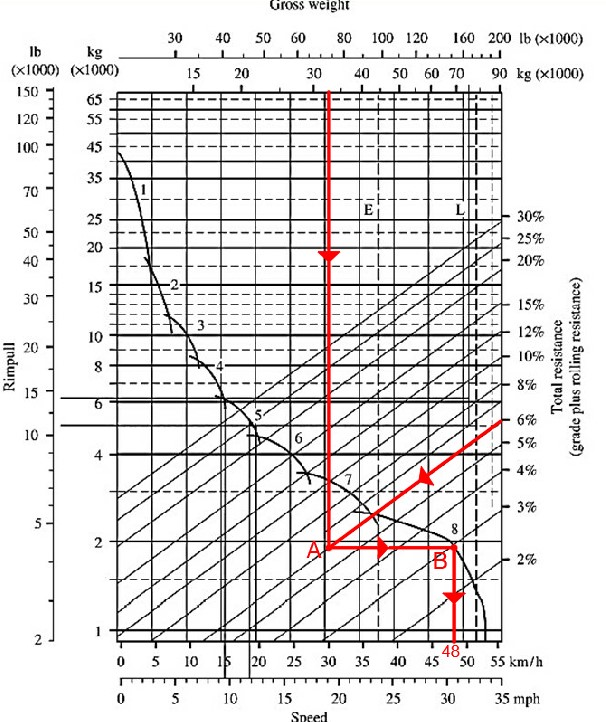 Gross weight
30 40 50 60 80 100 120 160 200 lb (×1000)
15 20 30 40 50 60 70 90 kg (×1000)
lb (×1000)
kg (×1000)
150 120 100 70 50 40 30 20 15 10 5 2
65 55 45 35 25 20 15 10 8 6 4 2 1
Rimpull
1 2 3 4 5 6 7 8
E L
A B
48
30%
25%
20%
15%
12%
10%
8%
6%
5%
4%
3%
2%
Total resistance
(grade plus rolling resistance)
0 5 10 15 20 25 30 35 40 45 50 55 km/h
0 5 10 15 20 25 30 35 mph
Speed